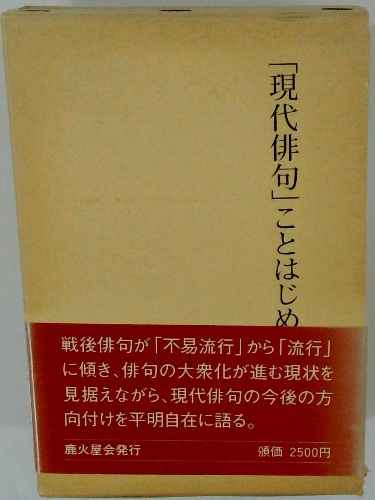 「現代俳句」ことはじめ
戦後俳句が「不易流行」から「流行」
に傾き、俳句の大衆化が進む現状を
見据えながら、現代俳句の今後の方
向付けを平明自在に語る。
鹿火屋会発行
頒価 2500円